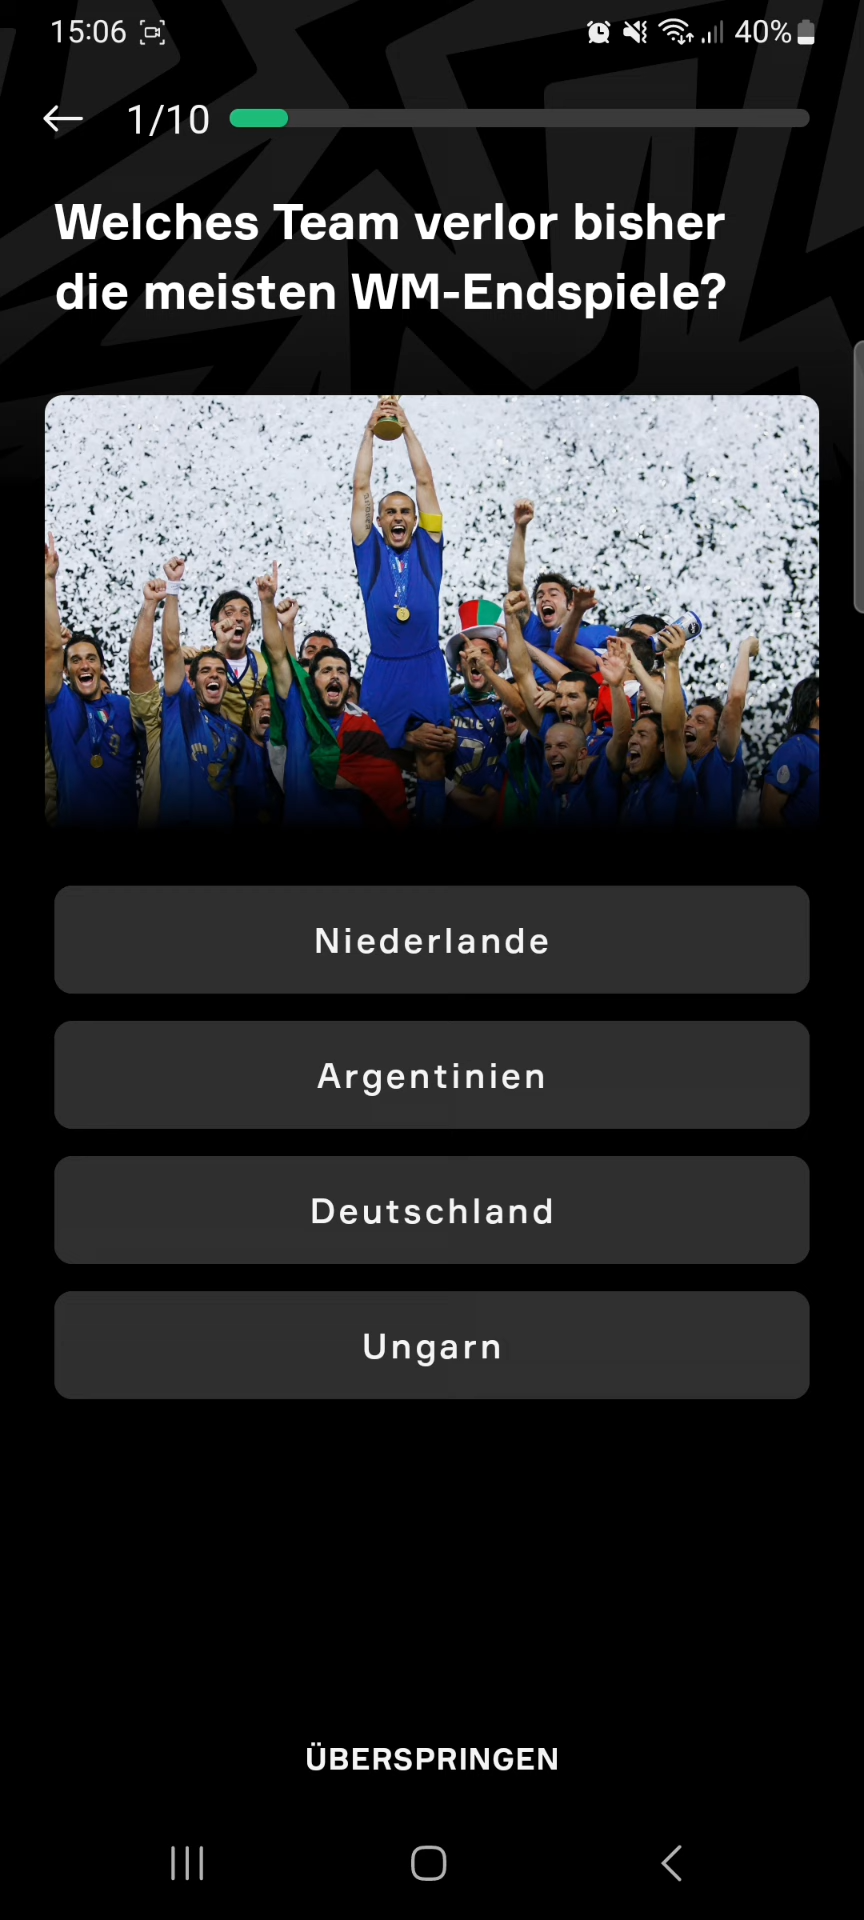 15:06
40%
1/10
Welches Team verlor bisher
die meisten WM-Endspiele?
Niederlande
Argentinien
Deutschland
Ungarn
ÜBERSPRINGEN